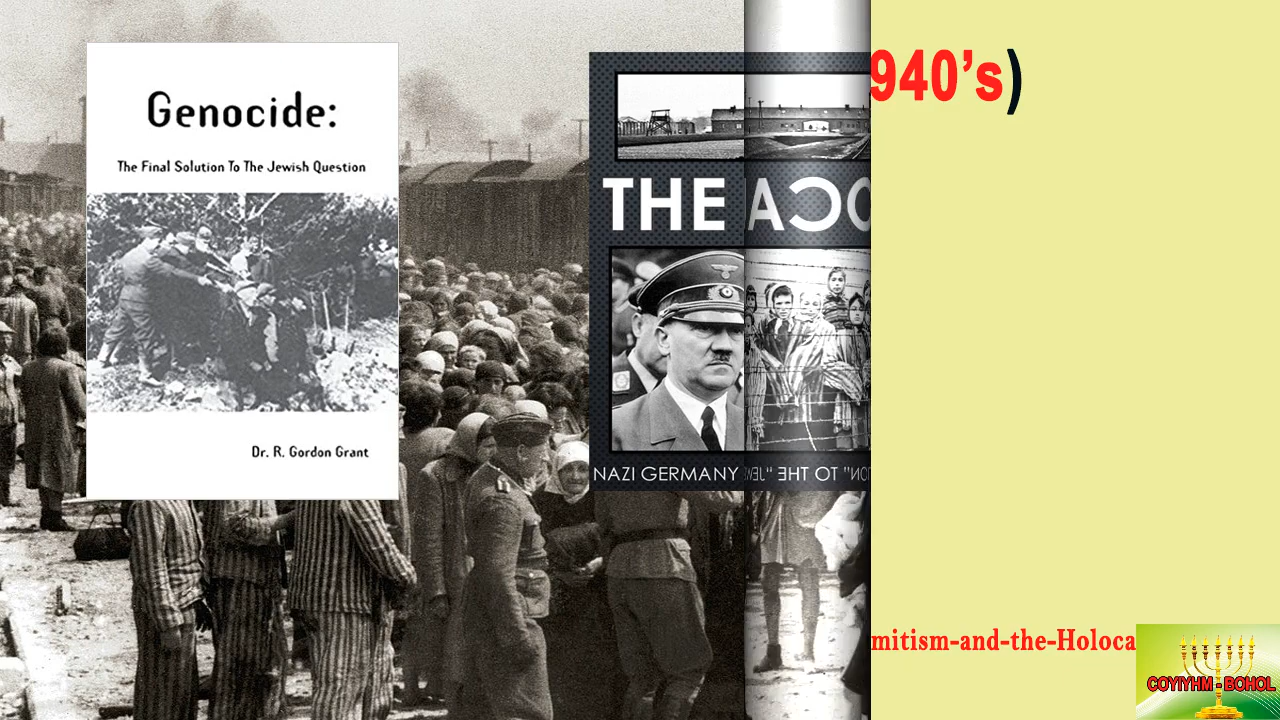 Genocide:
The Final Solution To The Jewish Question
Dr. R. Gordon Grant
THE
NAZI GERMANY
940’s)
mitism-and-the-Holoca
COYIYHM - BOHOL